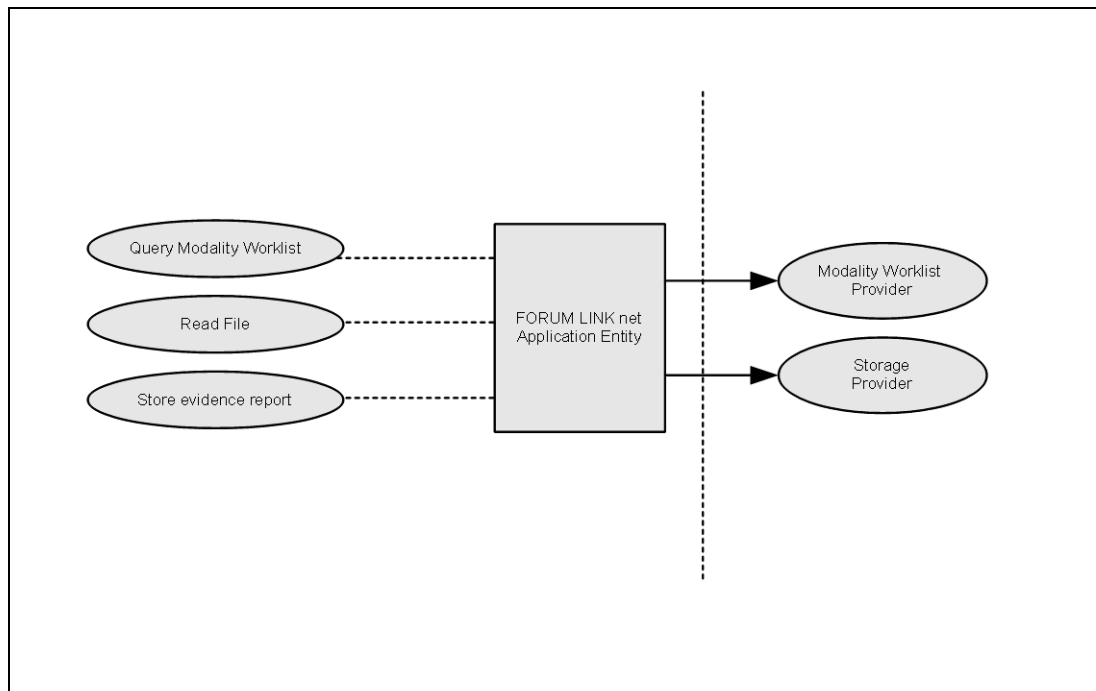 Query Modality Worklist
Read File
Store evidence report
FORUM LINK net
Application Entity
Modality Worklist
Provider
Storage
Provider